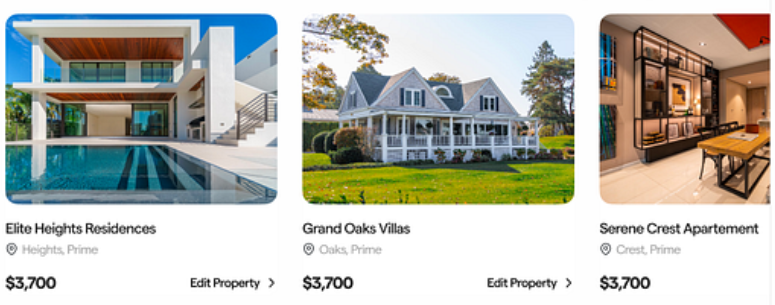 Elite Heights Residences
Heights, Prime
$3,700
Edit Property
Grand Oaks Villas
Oaks, Prime
$3,700
Edit Property
Serene Crest Apartement
Crest, Prime
$3,700